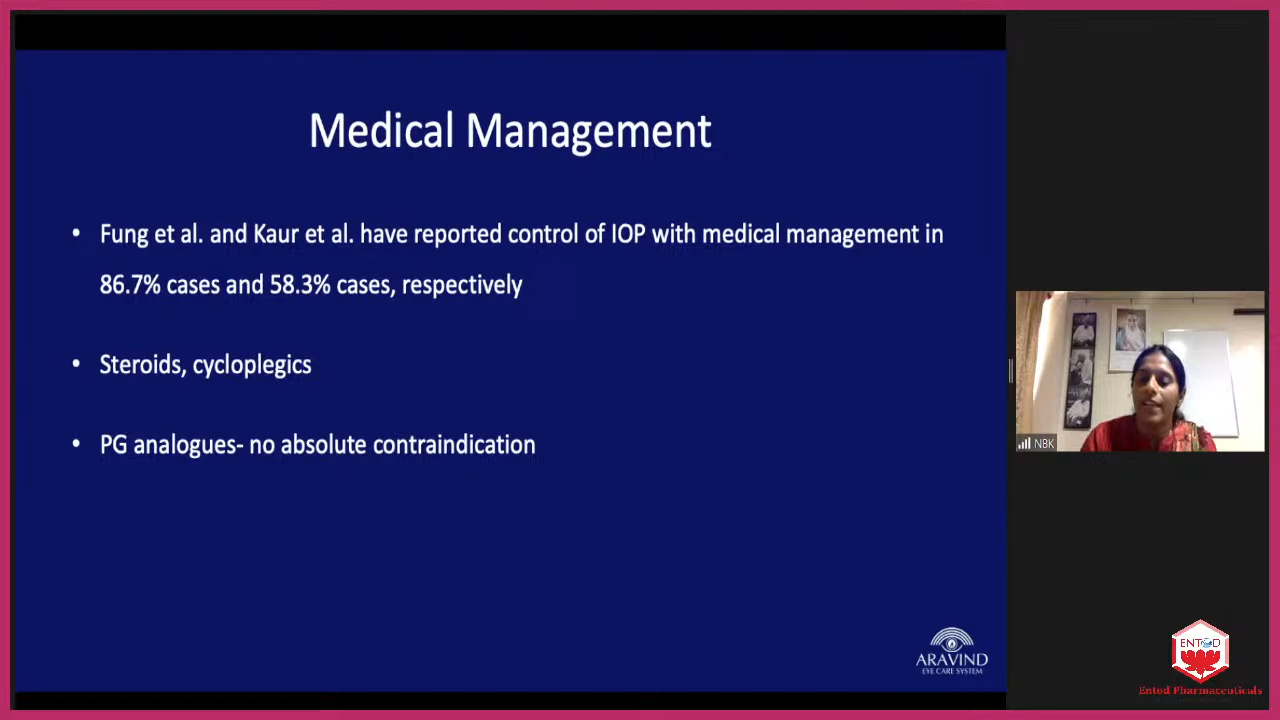 Medical Management
• Fung et al. and Kaur et al. have reported control of IOP with medical management in
86.7% cases and 58.3% cases, respectively
• Steroids, cycloplegics
• PG analogues- no absolute contraindication
NBK
ARAVIND
EYE CARE SYSTEM
ENTOD
Entod Pharmaceuticals